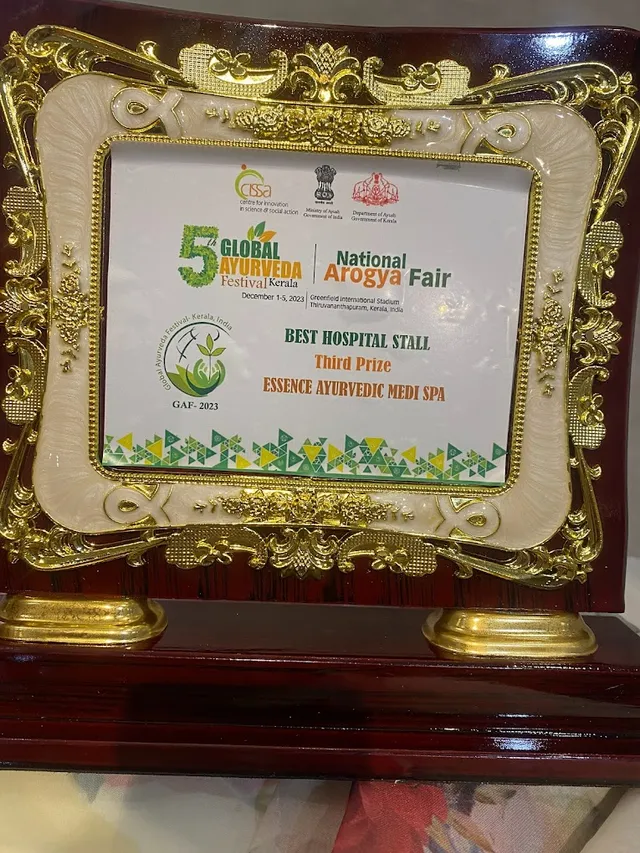 cissa
centre for innovation
in science & social action
Ministry of Ayush
Government of India
Department of Ayush
Government of Kerala
5th GLOBAL
AYURVEDA
Festival Kerala
December 1-5, 2023
National
Arogya Fair
Greenfield International Stadium
Thiruvananthapuram, Kerala, India
Global Ayurveda Festival- Kerala, India
GAF- 2023
BEST HOSPITAL STALL
Third Prize
ESSENCE AYURVEDIC MEDI SPA